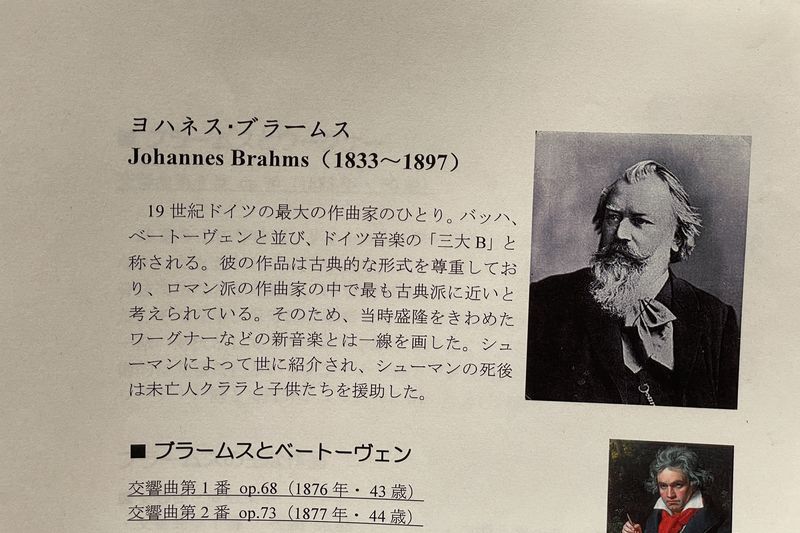 ヨハネス・ブラームス
Johannes Brahms（1833～1897）
19 世紀ドイツの最大の作曲家のひとり。バッハ、
ベートーヴェンと並び、ドイツ音楽の「三大 B」と
称される。彼の作品は古典的な形式を尊重してお
り、ロマン派の作曲家の中で最も古典派に近いと
考えられている。そのため、当時盛隆をきわめた
ワーグナーなどの新音楽とは一線を画した。シュ
ーマンによって世に紹介され、シューマンの死後
は未亡人クララと子供たちを援助した。
■ ブラームスとベートーヴェン
交響曲第 1 番 op.68（1876 年・ 43 歳）
交響曲第 2 番 op.73（1877 年・ 44 歳）